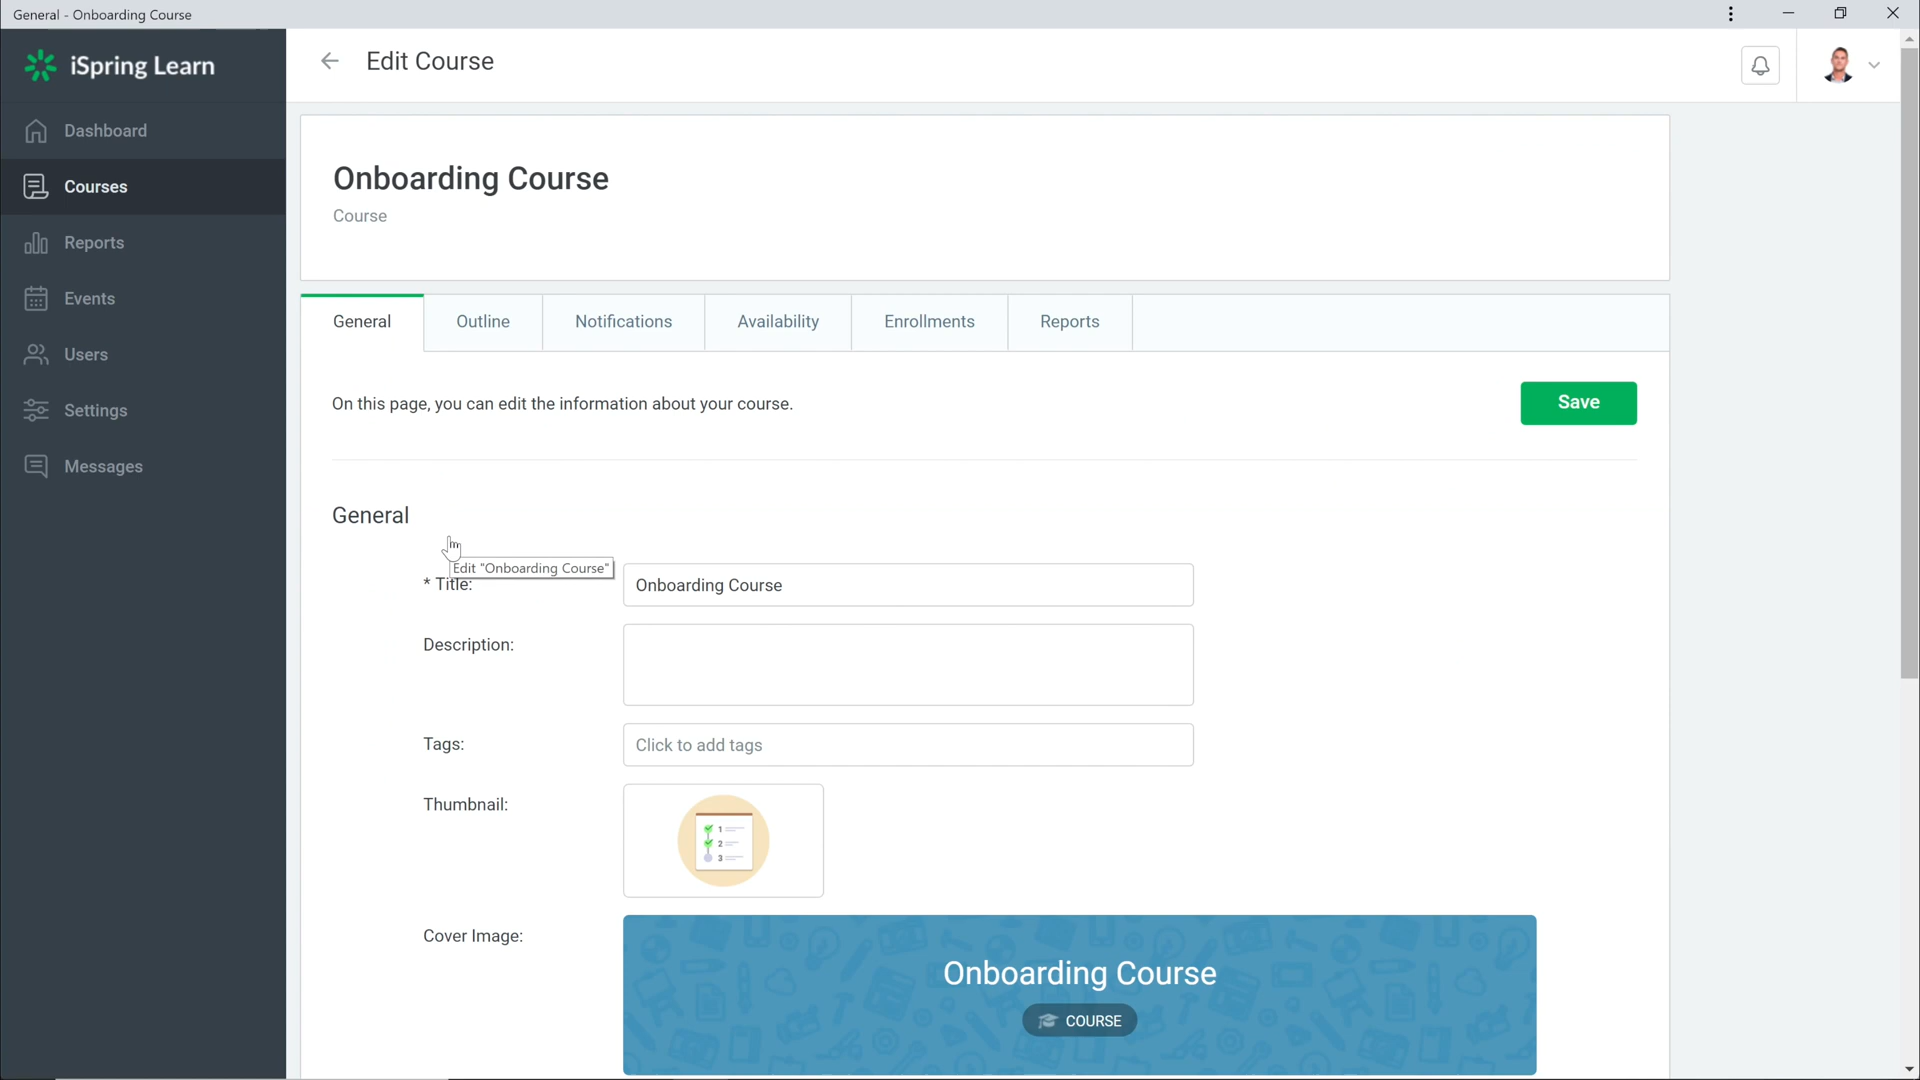 General - Onboarding Course
iSpring Learn
Edit Course
Dashboard
Courses
Reports
Events
Users
Settings
Messages
Onboarding Course
Course
General
Outline
Notifications
Availability
Enrollments
Reports
On this page, you can edit the information about your course.
Save
General
Edit "Onboarding Course"
* Title:
Onboarding Course
Description:
Tags:
Click to add tags
Thumbnail:
1
2
3
Cover Image:
Onboarding Course
COURSE